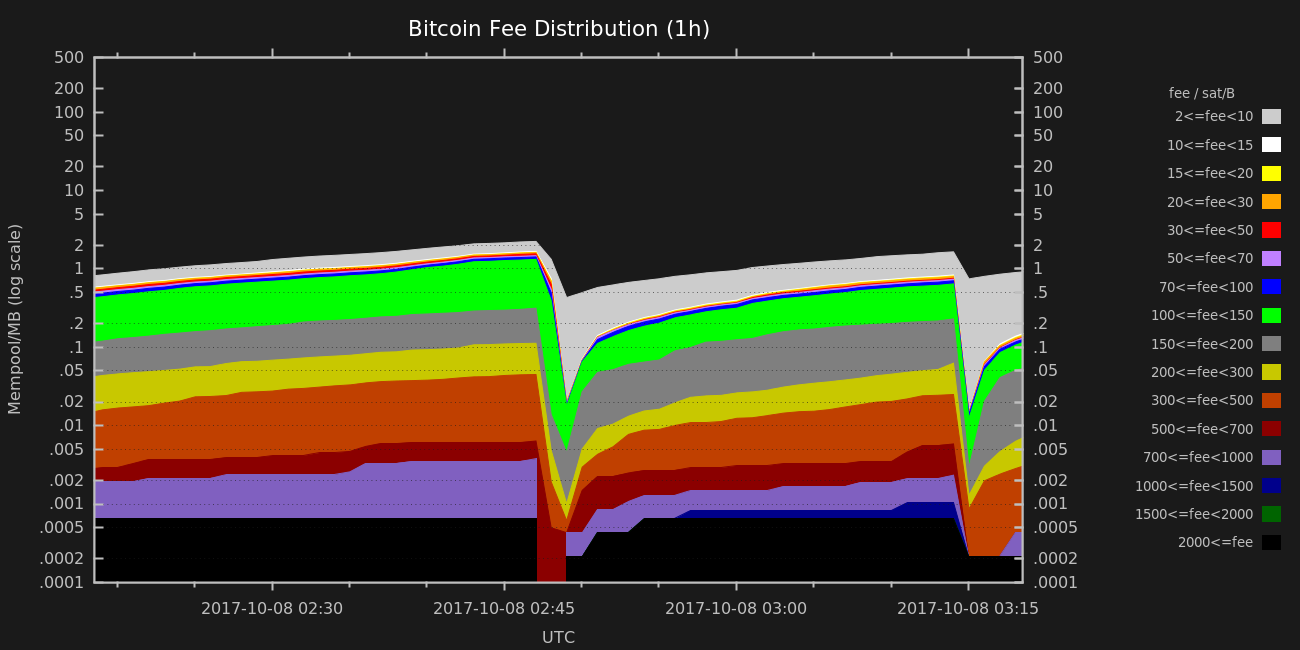 Bitcoin Fee Distribution (1h)
500 500
200 200
100 100
50 50
20 20
10 10
5 5
2 2
1 1
.5 .5
.2 .2
.1 .1
.05 .05
.02 .02
.01 .01
.005 .005
.002 .002
.001 .001
.0005 .0005
.0002 .0002
.0001 .0001
Mempool/MB (log scale)
2017-10-08 02:30 2017-10-08 02:45 2017-10-08 03:00 2017-10-08 03:15
UTC
fee / sat/B
2<=fee<10
10<=fee<15
15<=fee<20
20<=fee<30
30<=fee<50
50<=fee<70
70<=fee<100
100<=fee<150
150<=fee<200
200<=fee<300
300<=fee<500
500<=fee<700
700<=fee<1000
1000<=fee<1500
1500<=fee<2000
2000<=fee